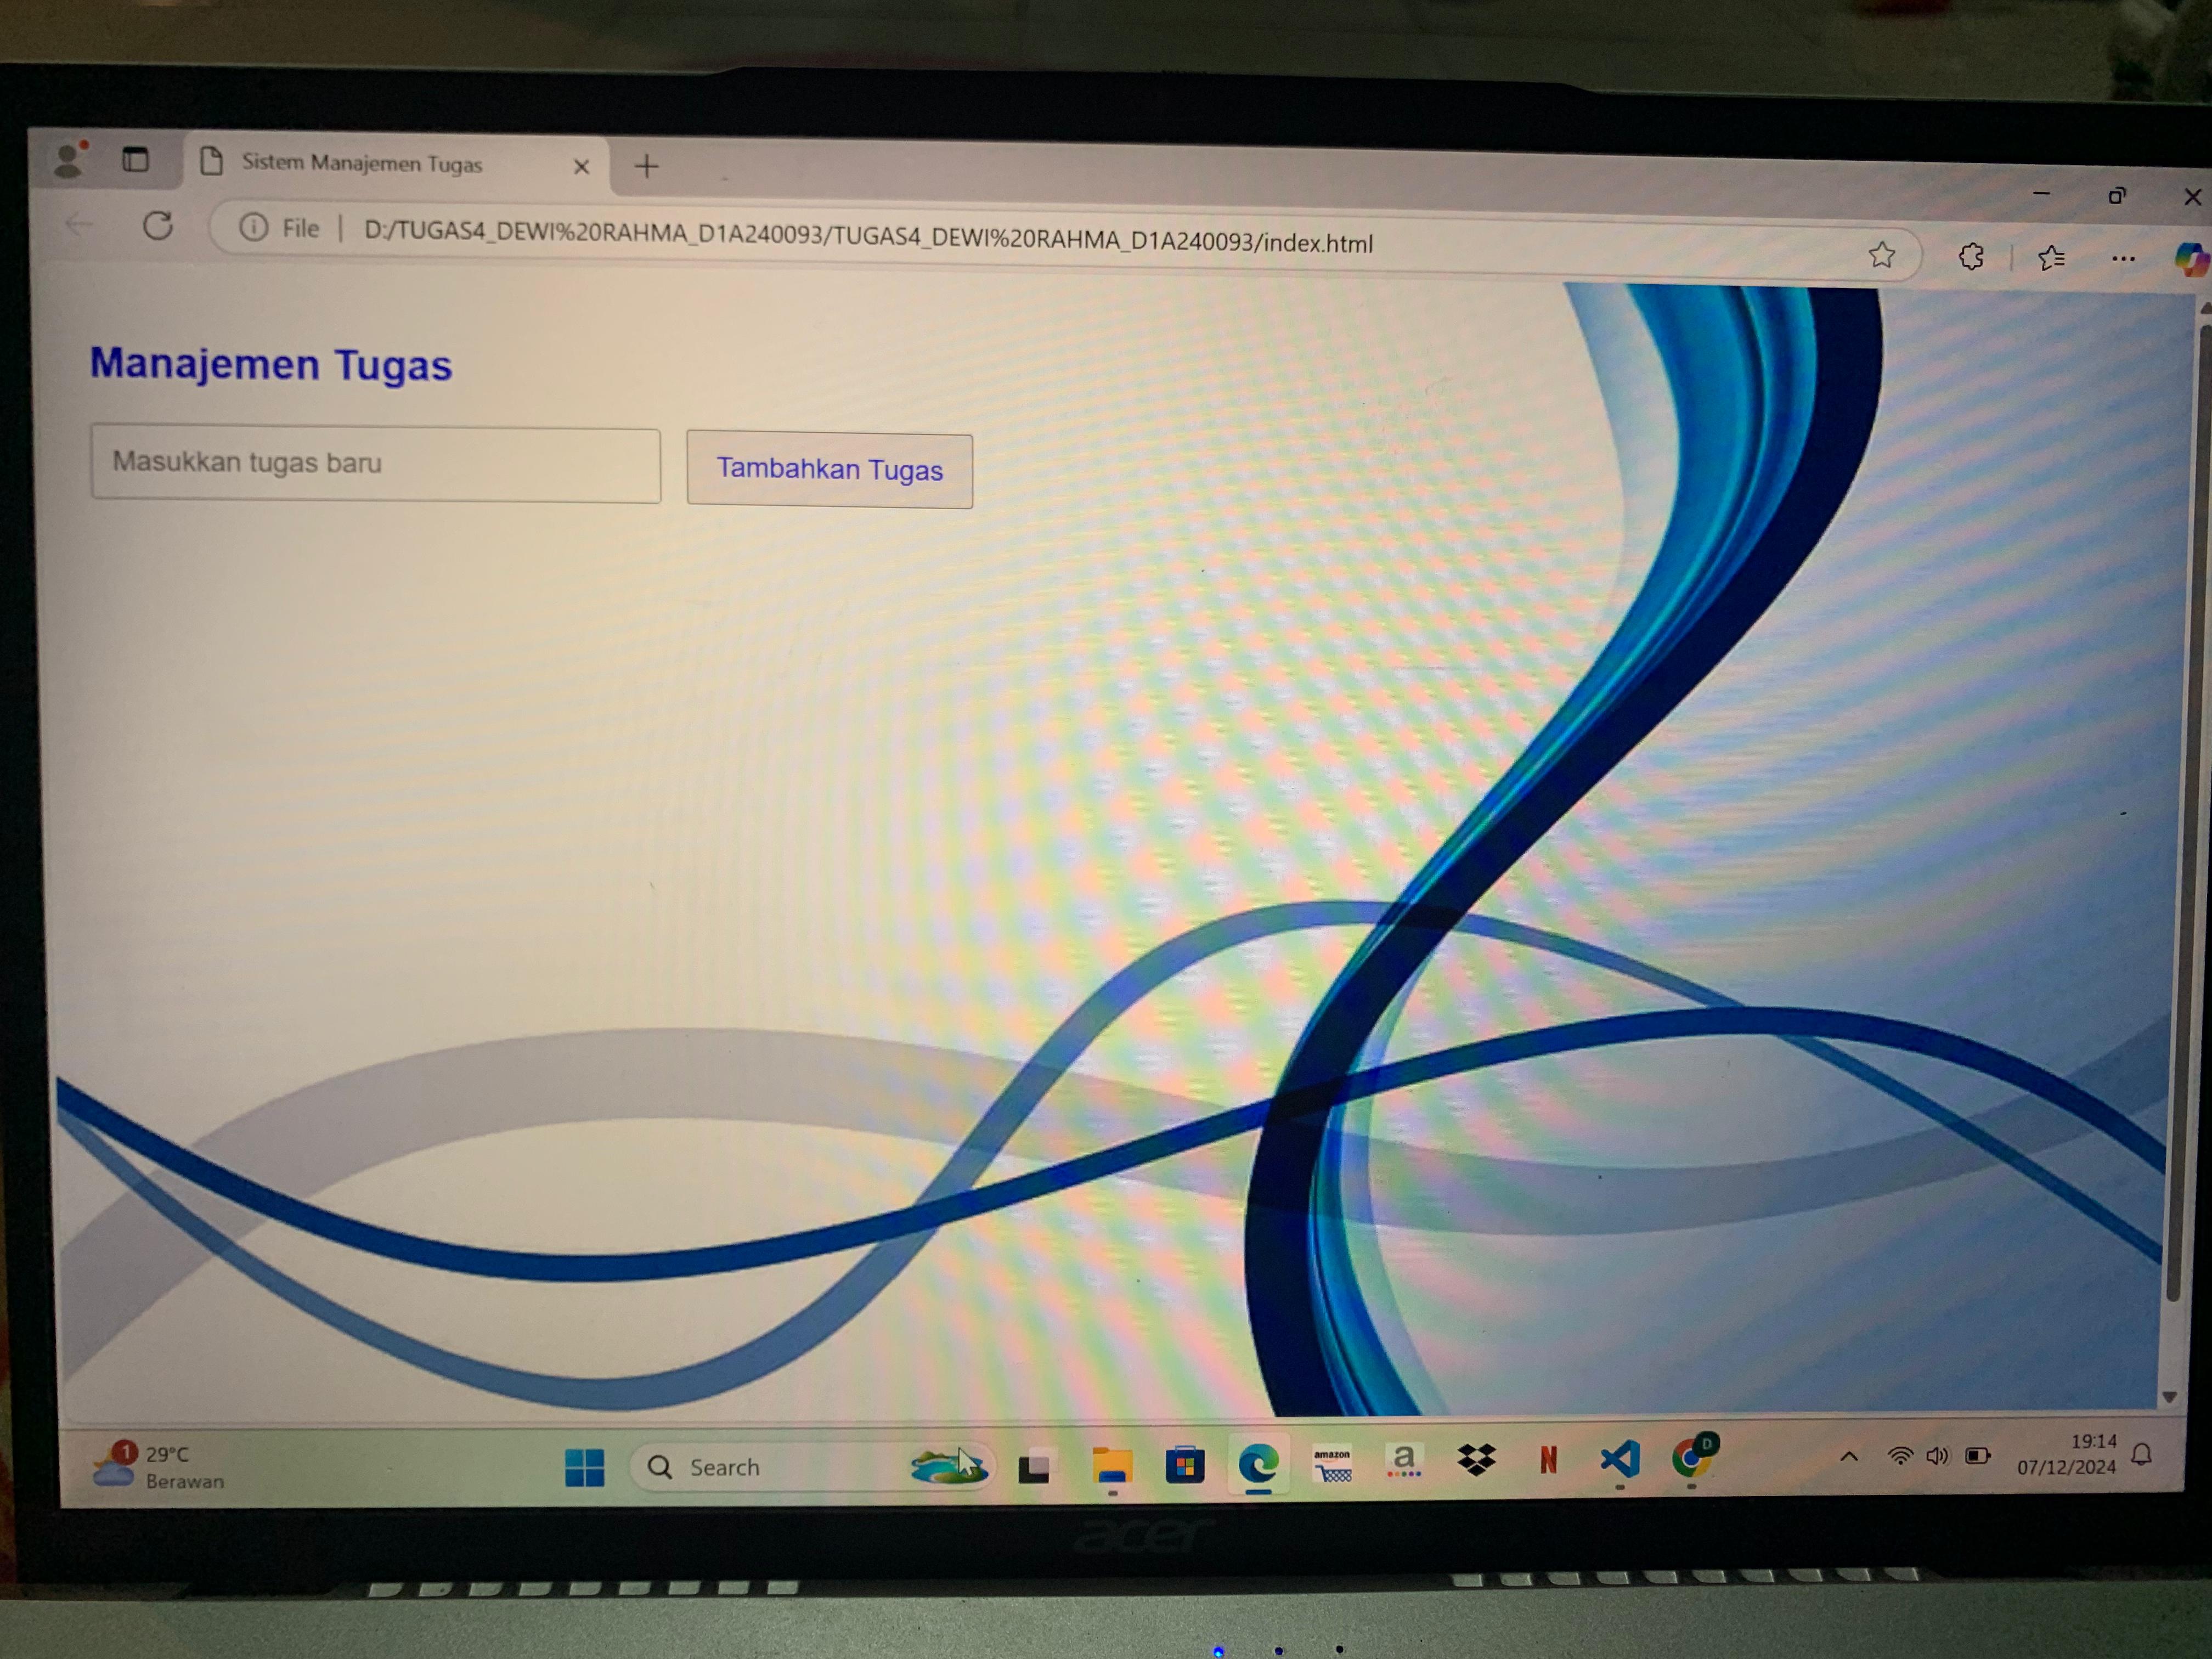 Sistem Manajemen Tugas
File | D:/TUGAS4_DEWI%20RAHMA_D1A240093/TUGAS4_DEWI%20RAHMA_D1A240093/index.html
Manajemen Tugas
Masukkan tugas baru
Tambahkan Tugas
1
29°C
Berawan
Search
amazon
a
N
D
19:14
07/12/2024
acer